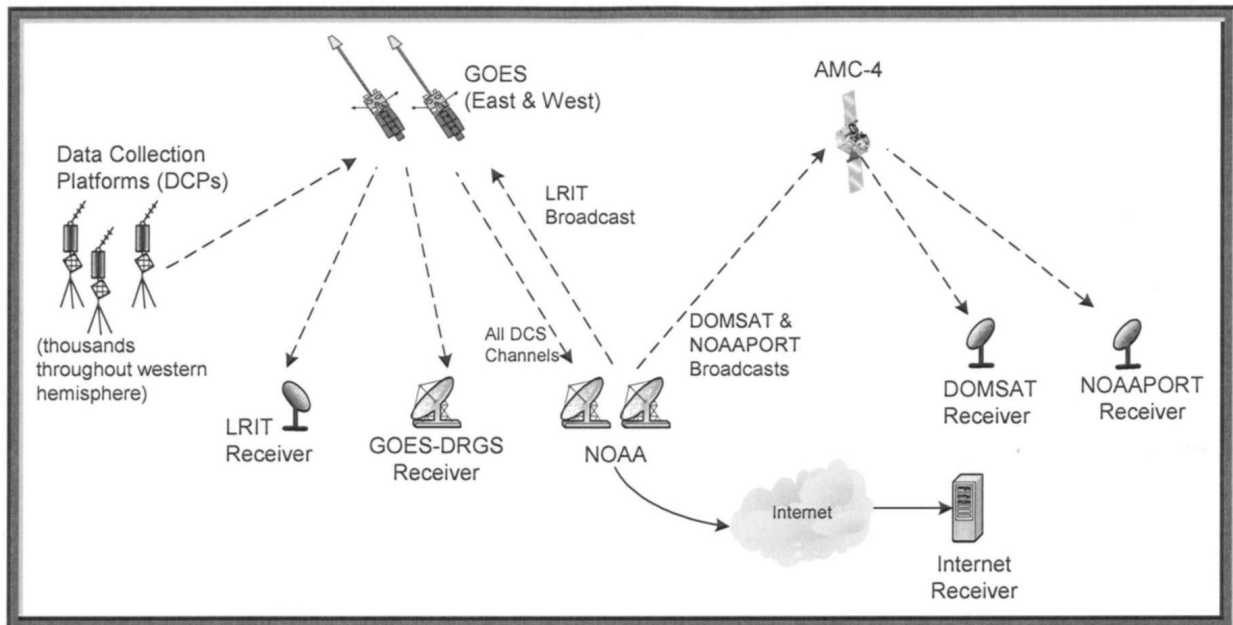 GOES
(East & West)
AMC-4
Data Collection
Platforms (DCPs)
LRIT
Broadcast
(thousands
throughout western
hemisphere)
All DCS
Channels
DOMSAT &
NOAAPORT
Broadcasts
LRIT
Receiver
GOES-DRGS
Receiver
NOAA
DOMSAT
Receiver
NOAAPORT
Receiver
Internet
Internet
Receiver